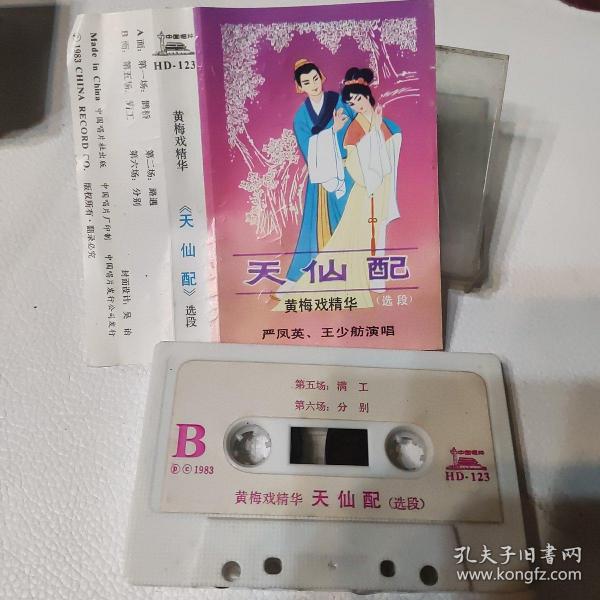 中国唱片
HD-123
A面：第一场：鹊桥 第二场：路遇
B面：第五场：满工 第六场：分别
Made in China 中国唱片社出版 中国唱片厂印制 中国唱片发行公司发行
© 1983 CHINA RECORD CO. 版权所有·翻录必究
封面设计：吴 治
黄梅戏精华
《天仙配》选段
天仙配
黄梅戏精华（选段）
严凤英、王少舫演唱
第五场：满 工
第六场：分 别
B
Ⓟ © 1983
中国唱片
HD-123
黄梅戏精华 天仙配（选段）
孔夫子旧书网
www.kongfz.com